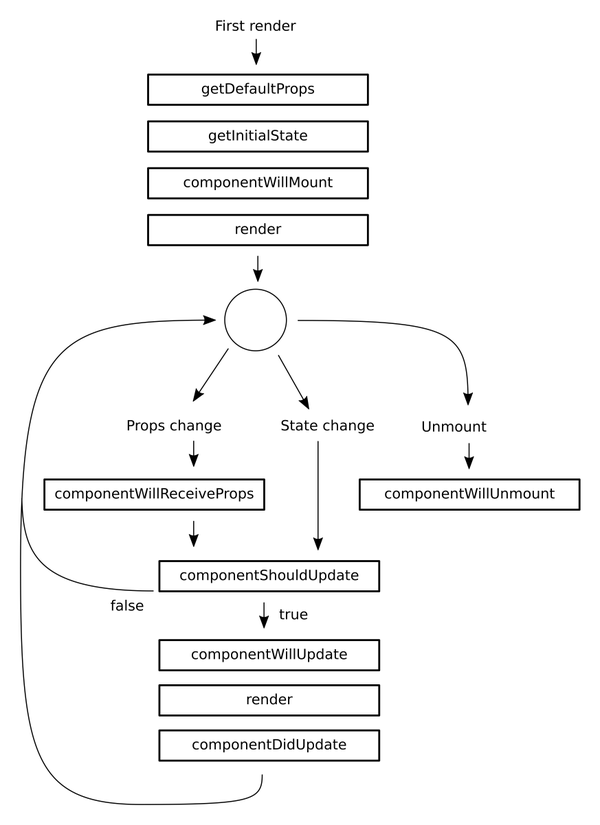 First render
getDefaultProps
getInitialState
componentWillMount
render
Props change
State change
Unmount
componentWillReceiveProps
componentWillUnmount
componentShouldUpdate
false
true
componentWillUpdate
render
componentDidUpdate